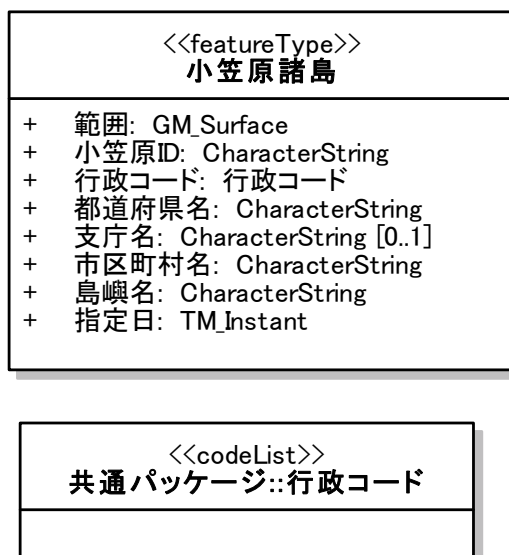 <<featureType>>
小笠原諸島
+ 範囲: GM_Surface
+ 小笠原ID: CharacterString
+ 行政コード: 行政コード
+ 都道府県名: CharacterString
+ 支庁名: CharacterString [0..1]
+ 市区町村名: CharacterString
+ 島嶼名: CharacterString
+ 指定日: TM_Instant
<<codeList>>
共通パッケージ::行政コード